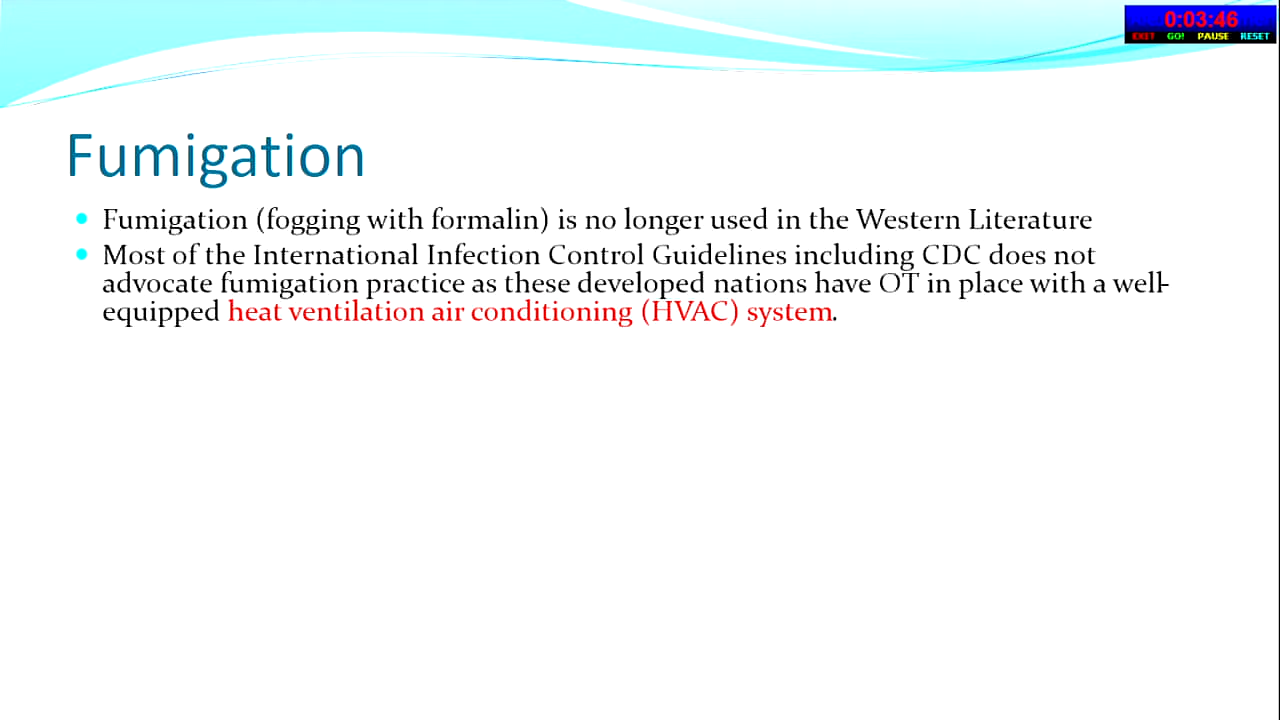 0:03:46
EXIT GO! PAUSE RESET
Fumigation
Fumigation (fogging with formalin) is no longer used in the Western Literature
Most of the International Infection Control Guidelines including CDC does not
advocate fumigation practice as these developed nations have OT in place with a well-
equipped heat ventilation air conditioning (HVAC) system.